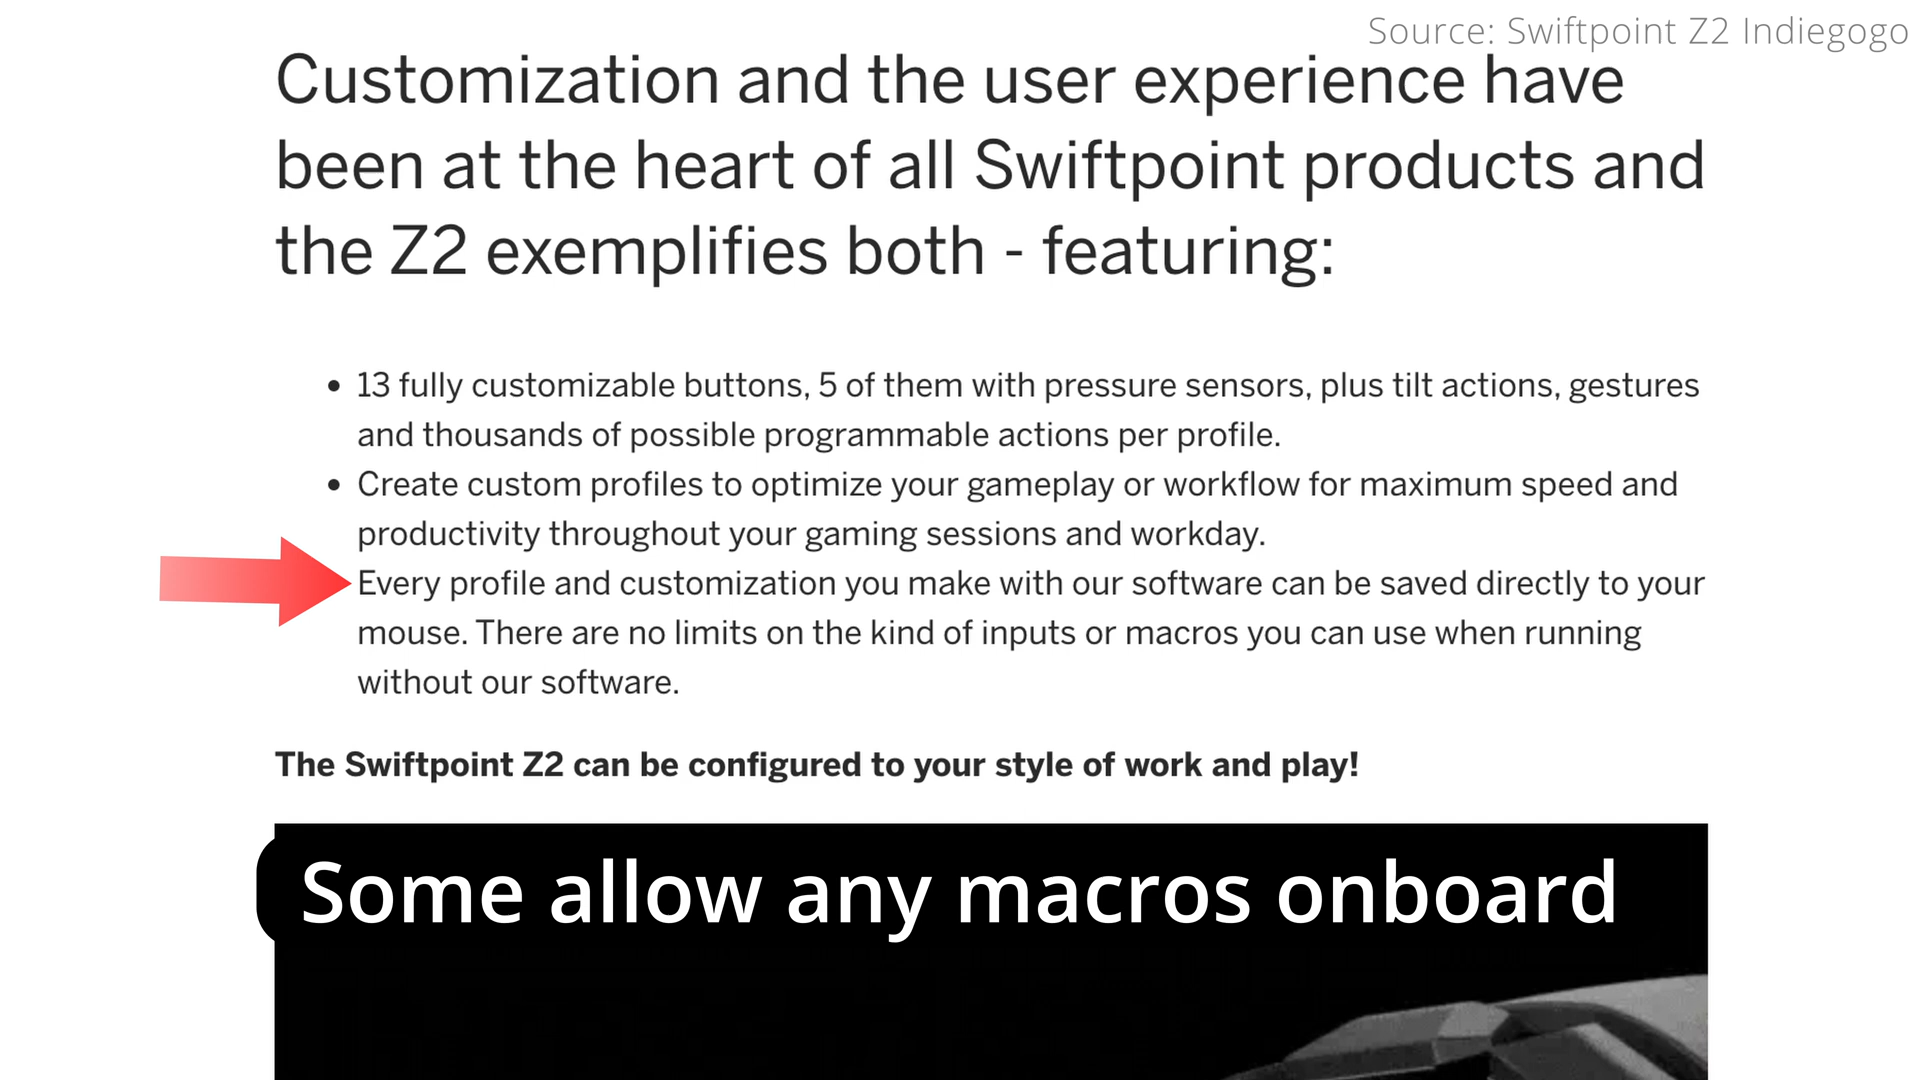 Source: Swiftpoint Z2 Indiegogo
Customization and the user experience have
been at the heart of all Swiftpoint products and
the Z2 exemplifies both - featuring:
• 13 fully customizable buttons, 5 of them with pressure sensors, plus tilt actions, gestures
and thousands of possible programmable actions per profile.
• Create custom profiles to optimize your gameplay or workflow for maximum speed and
productivity throughout your gaming sessions and workday.
Every profile and customization you make with our software can be saved directly to your
mouse. There are no limits on the kind of inputs or macros you can use when running
without our software.
The Swiftpoint Z2 can be configured to your style of work and play!
Some allow any macros onboard